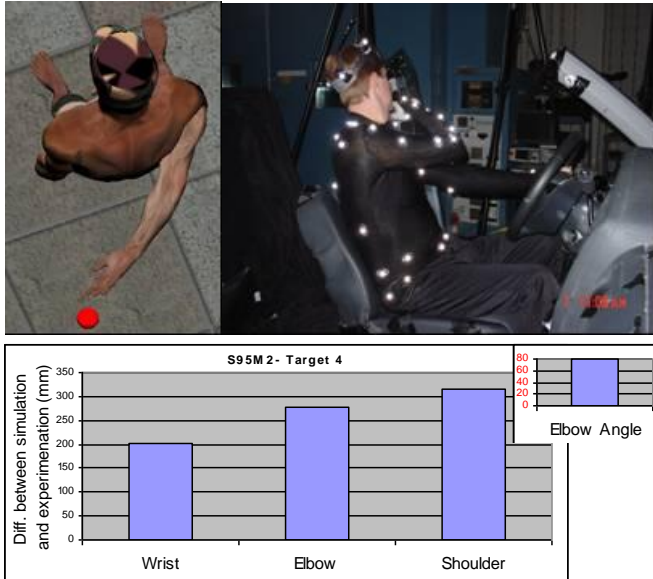 S95M2- Target 4
Diff. between simulation
and experimenation (mm)
350
300
250
200
150
100
50
0
Wrist
Elbow
Shoulder
80
60
40
20
0
Elbow Angle